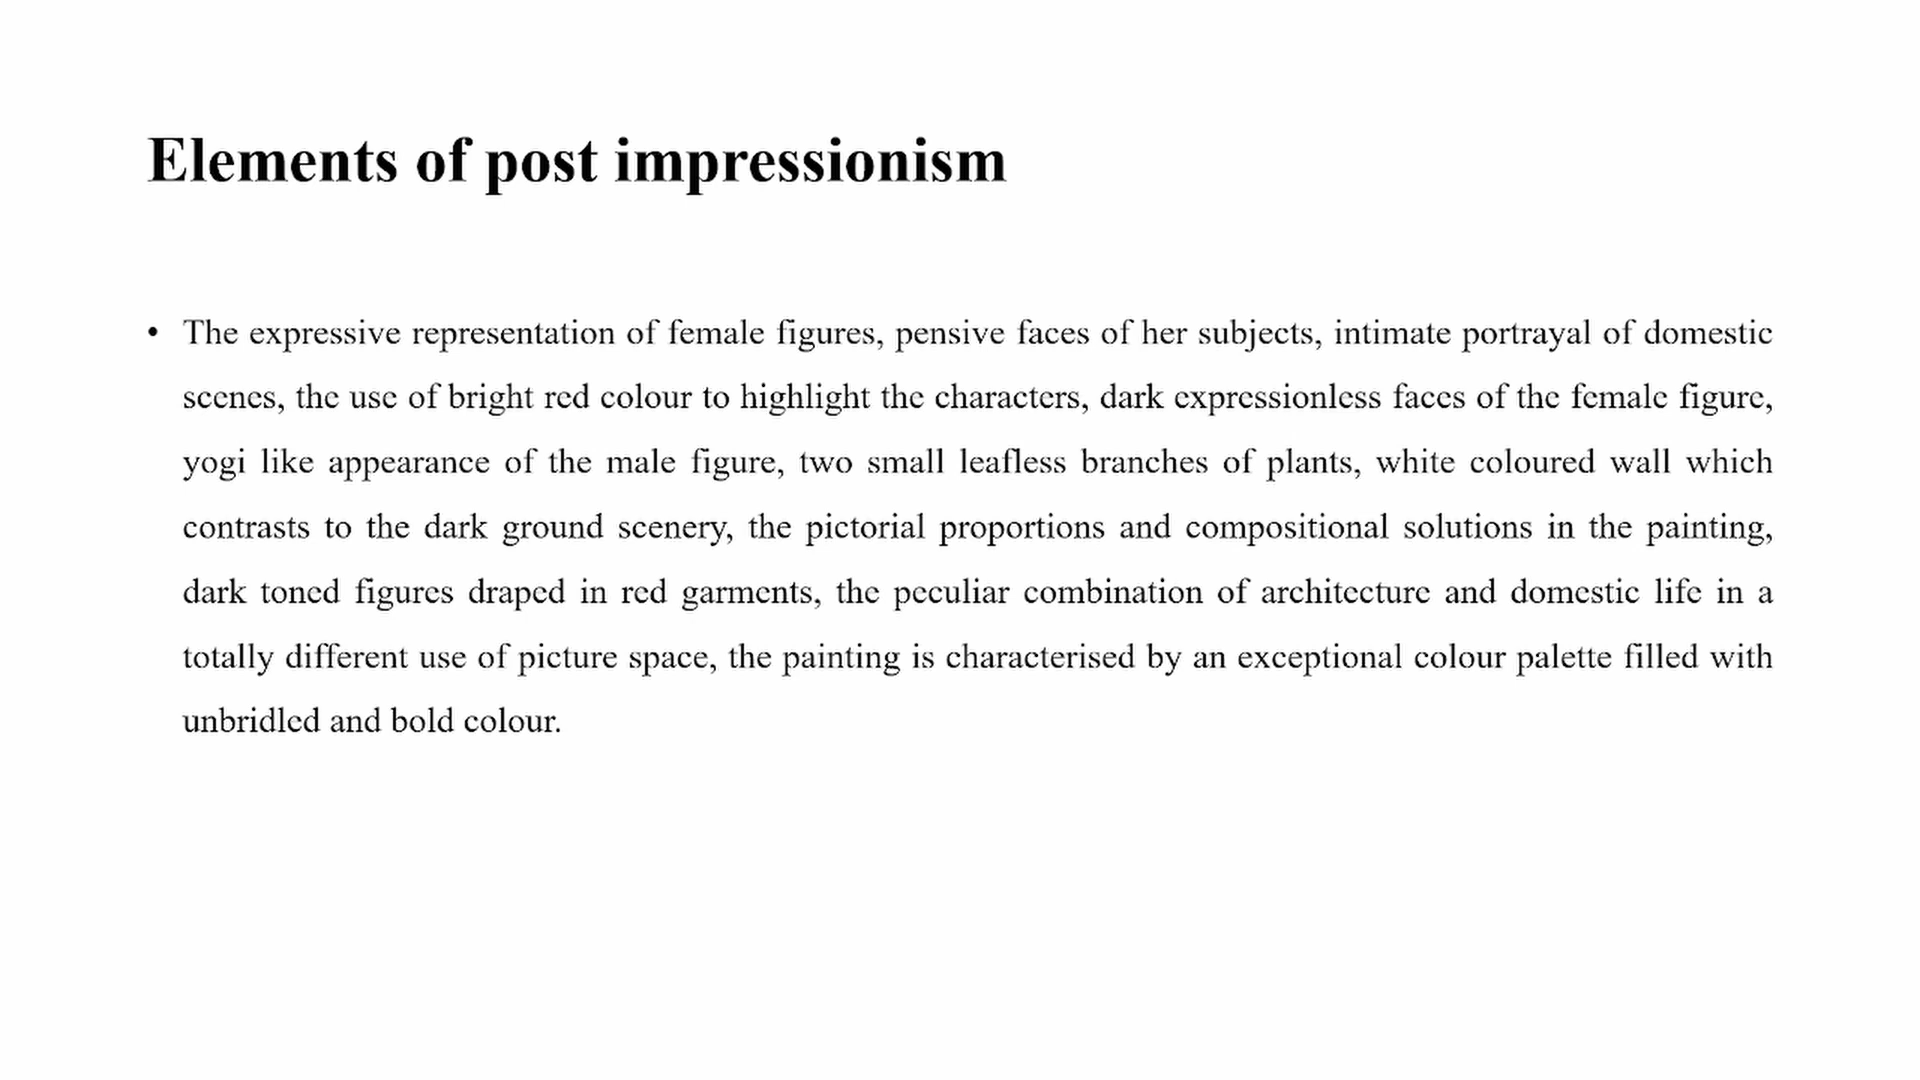 Elements of post impressionism
• The expressive representation of female figures, pensive faces of her subjects, intimate portrayal of domestic
scenes, the use of bright red colour to highlight the characters, dark expressionless faces of the female figure,
yogi like appearance of the male figure, two small leafless branches of plants, white coloured wall which
contrasts to the dark ground scenery, the pictorial proportions and compositional solutions in the painting,
dark toned figures draped in red garments, the peculiar combination of architecture and domestic life in a
totally different use of picture space, the painting is characterised by an exceptional colour palette filled with
unbridled and bold colour.